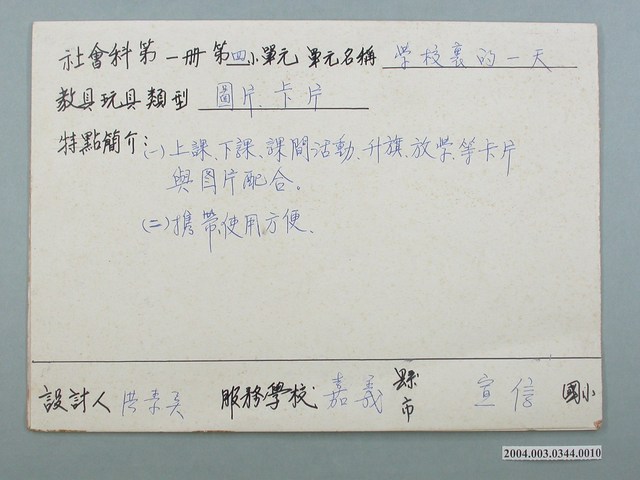 社會科第一册第四小單元 單元名稱 學校裏的一天
教具玩具類型 圖片、卡片
特點簡介:(一)上課、下課、課間活動、升旗、放學、等卡片
與图片配合。
(二)攜帶使用方便、
設計人 洪 服務學校 嘉義 縣市 宣信 國小
2004.003.0344.0010